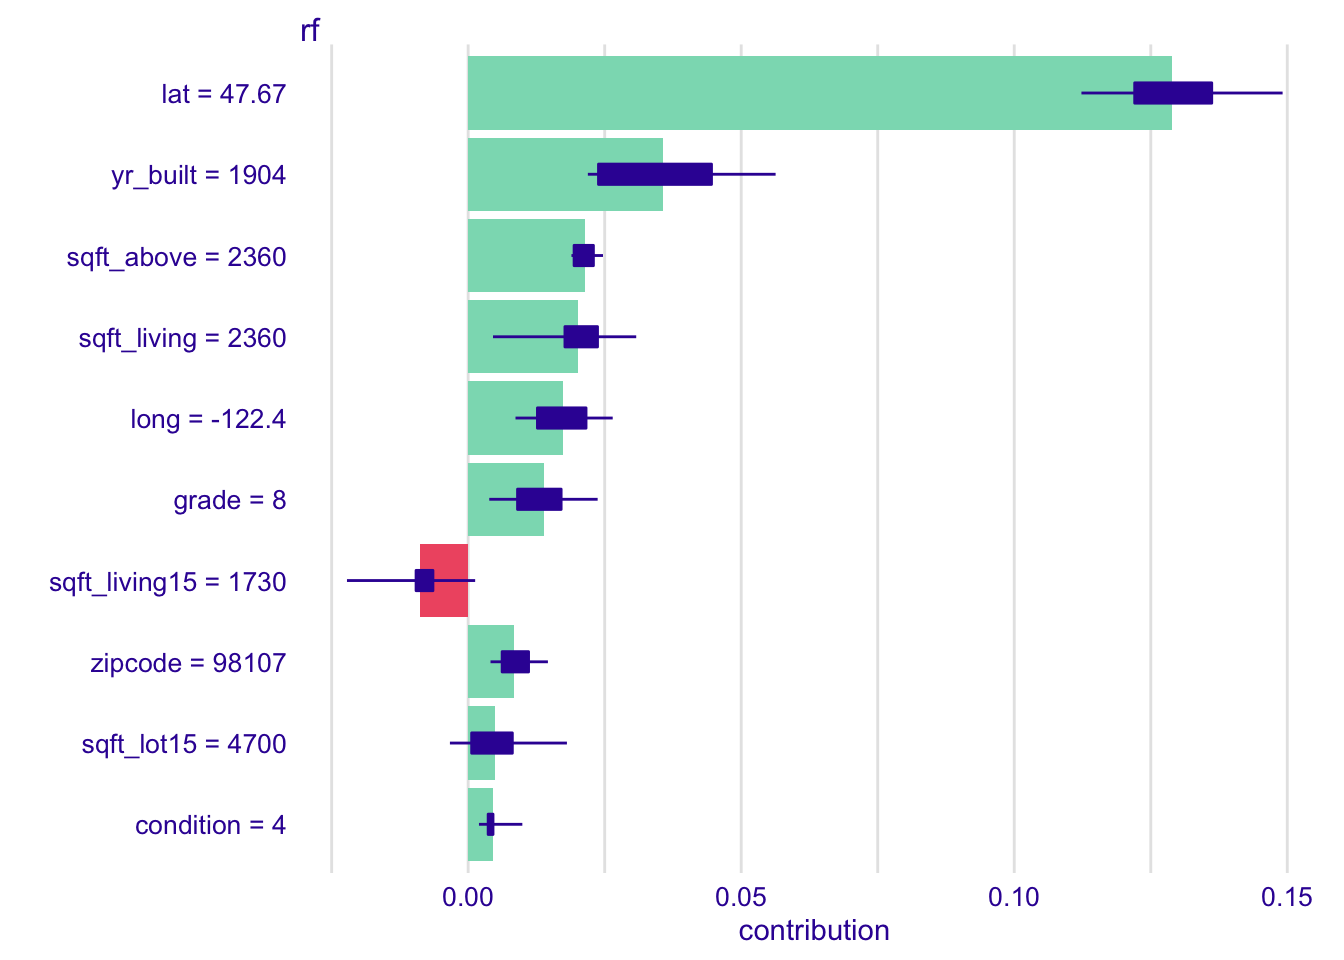 rf
lat = 47.67
yr_built = 1904
sqft_above = 2360
sqft_living = 2360
long = -122.4
grade = 8
sqft_living15 = 1730
zipcode = 98107
sqft_lot15 = 4700
condition = 4
0.00 0.05 0.10 0.15
contribution